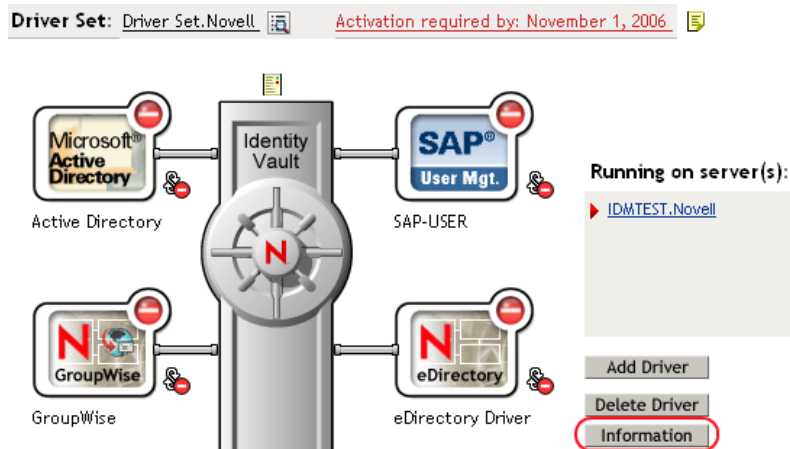 Driver Set: Driver Set.Novell Activation required by: November 1, 2006
Microsoft®
Active
Directory
Active Directory
Identity
Vault
N
SAP®
User Mgt.
SAP-USER
Running on server(s):
IDMTEST.Novell
N
GroupWise
GroupWise
N
eDirectory
eDirectory Driver
Add Driver
Delete Driver
Information